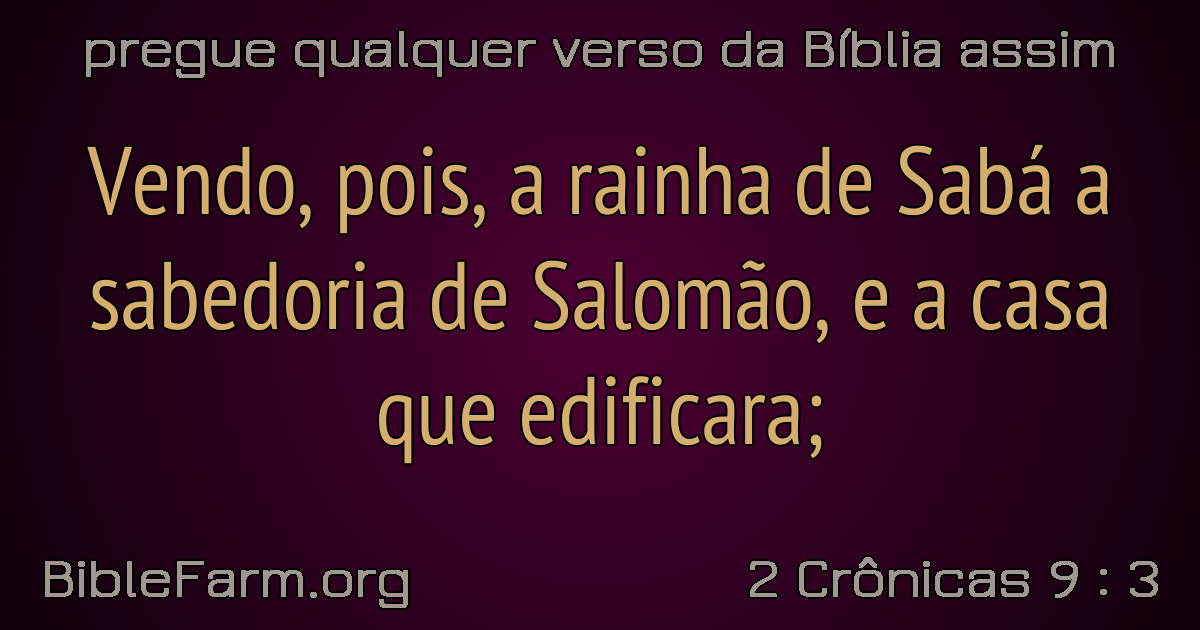 pregue qualquer verso da Bíblia assim
Vendo, pois, a rainha de Sabá a
sabedoria de Salomão, e a casa
que edificara;
BibleFarm.org
2 Crônicas 9 : 3